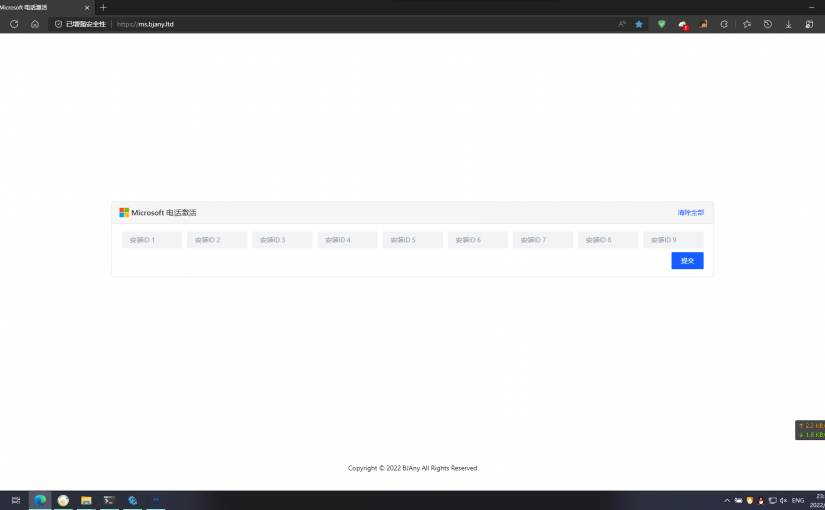 Microsoft 电话激活
已增强安全性
https://ms.bjany.ltd
Microsoft 电话激活
清除全部
安装ID 1
安装ID 2
安装ID 3
安装ID 4
安装ID 5
安装ID 6
安装ID 7
安装ID 8
安装ID 9
提交
↑ 2.2 KB
↓ 1.8 KB
Copyright © 2022 BJAny All Rights Reserved
ENG
23:
2022/